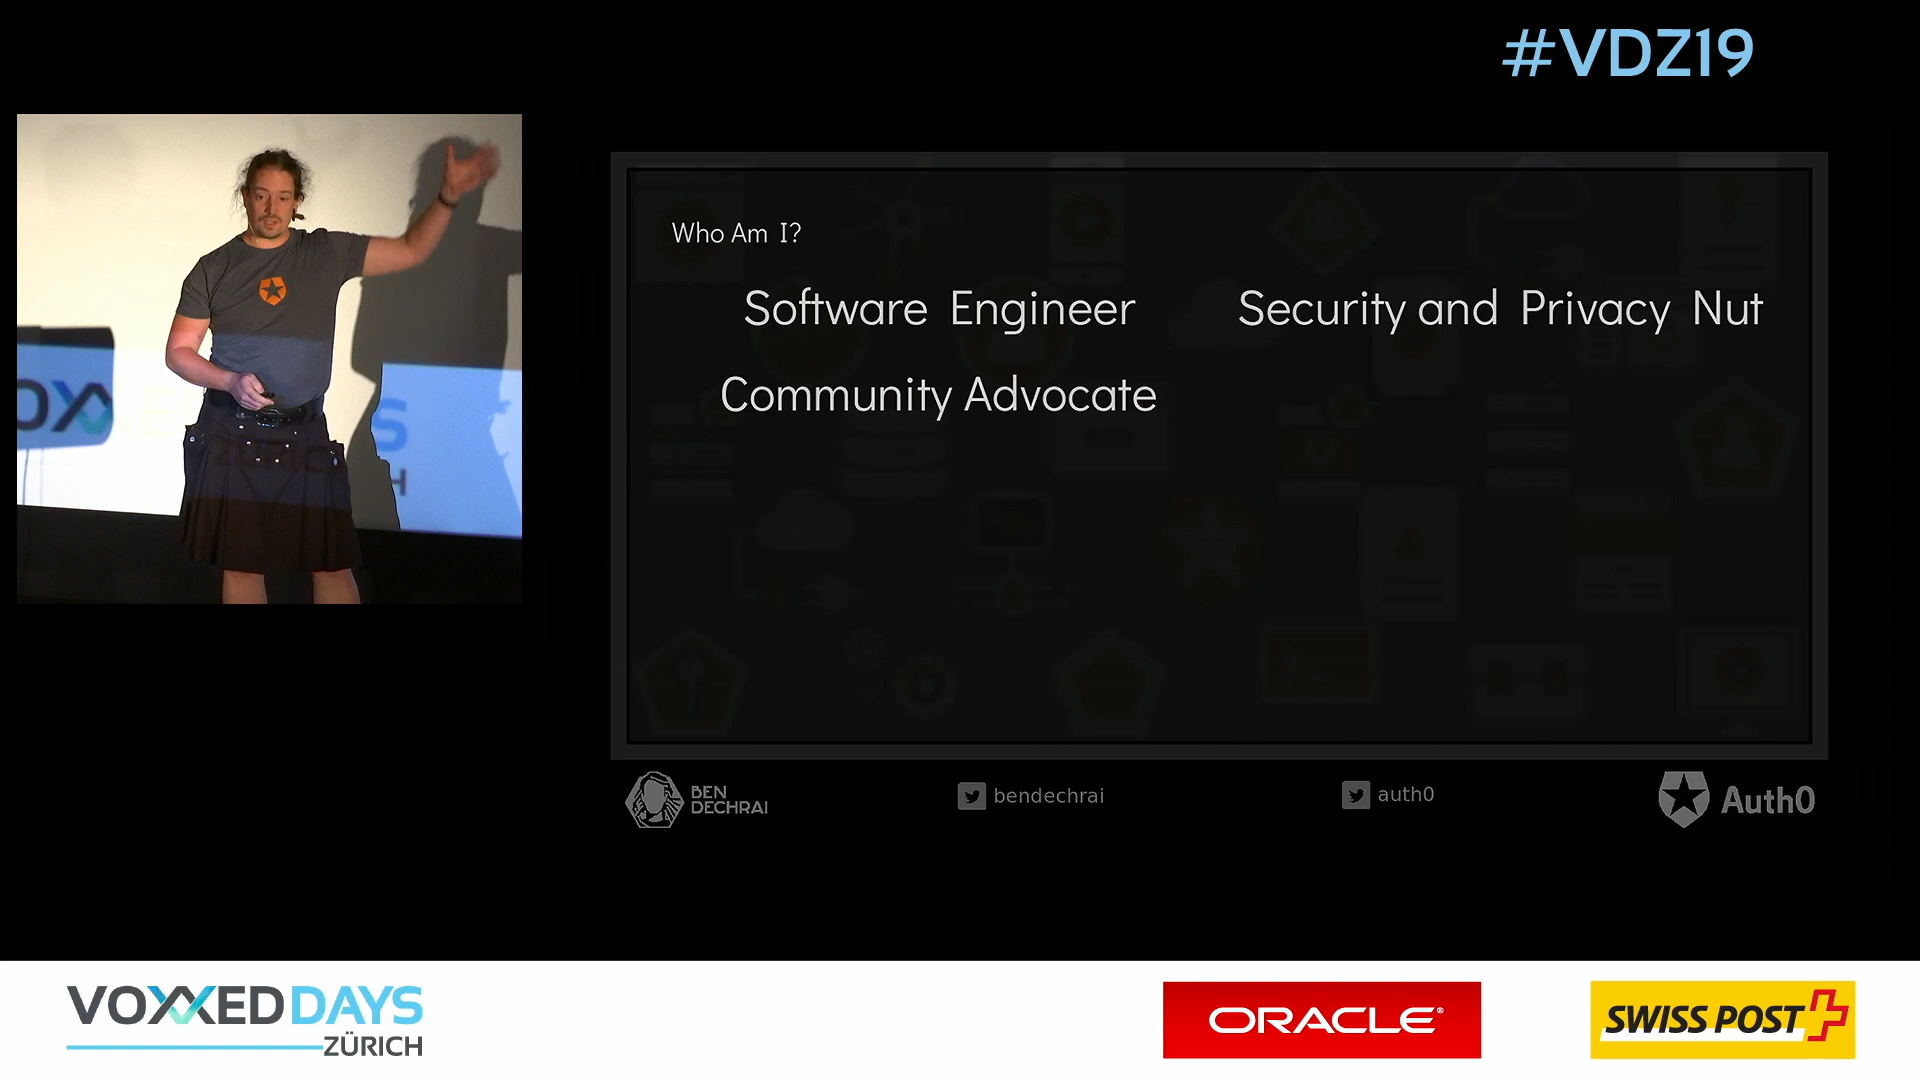 #VDZ19
Who Am I?
Software Engineer
Security and Privacy Nut
Community Advocate
BEN
DECHRAI
bendechrai
auth0
Auth0
VOXXED DAYS
ZÜRICH
ORACLE®
SWISS POST